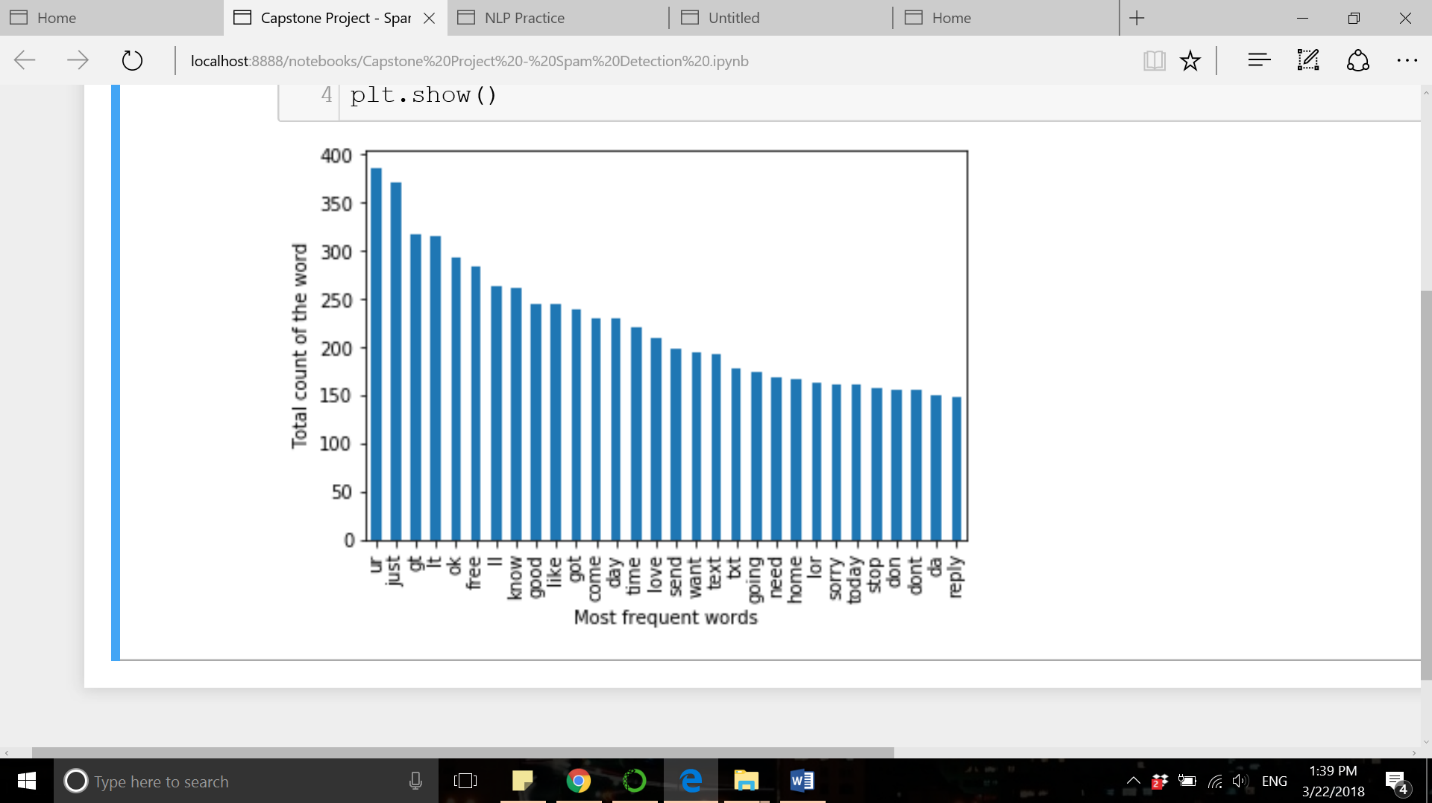 Home
Capstone Project - Spar
NLP Practice
Untitled
Home
localhost:8888/notebooks/Capstone%20Project%20-%20Spam%20Detection%20.ipynb
4 plt.show()
400
350
300
250
200
150
100
50
0
Total count of the word
ur
just
gt
lt
ok
free
ll
know
good
like
got
come
day
time
love
send
want
text
txt
going
need
home
lor
sorry
today
stop
don
dont
da
reply
Most frequent words
Type here to search
ENG
1:39 PM
3/22/2018
4